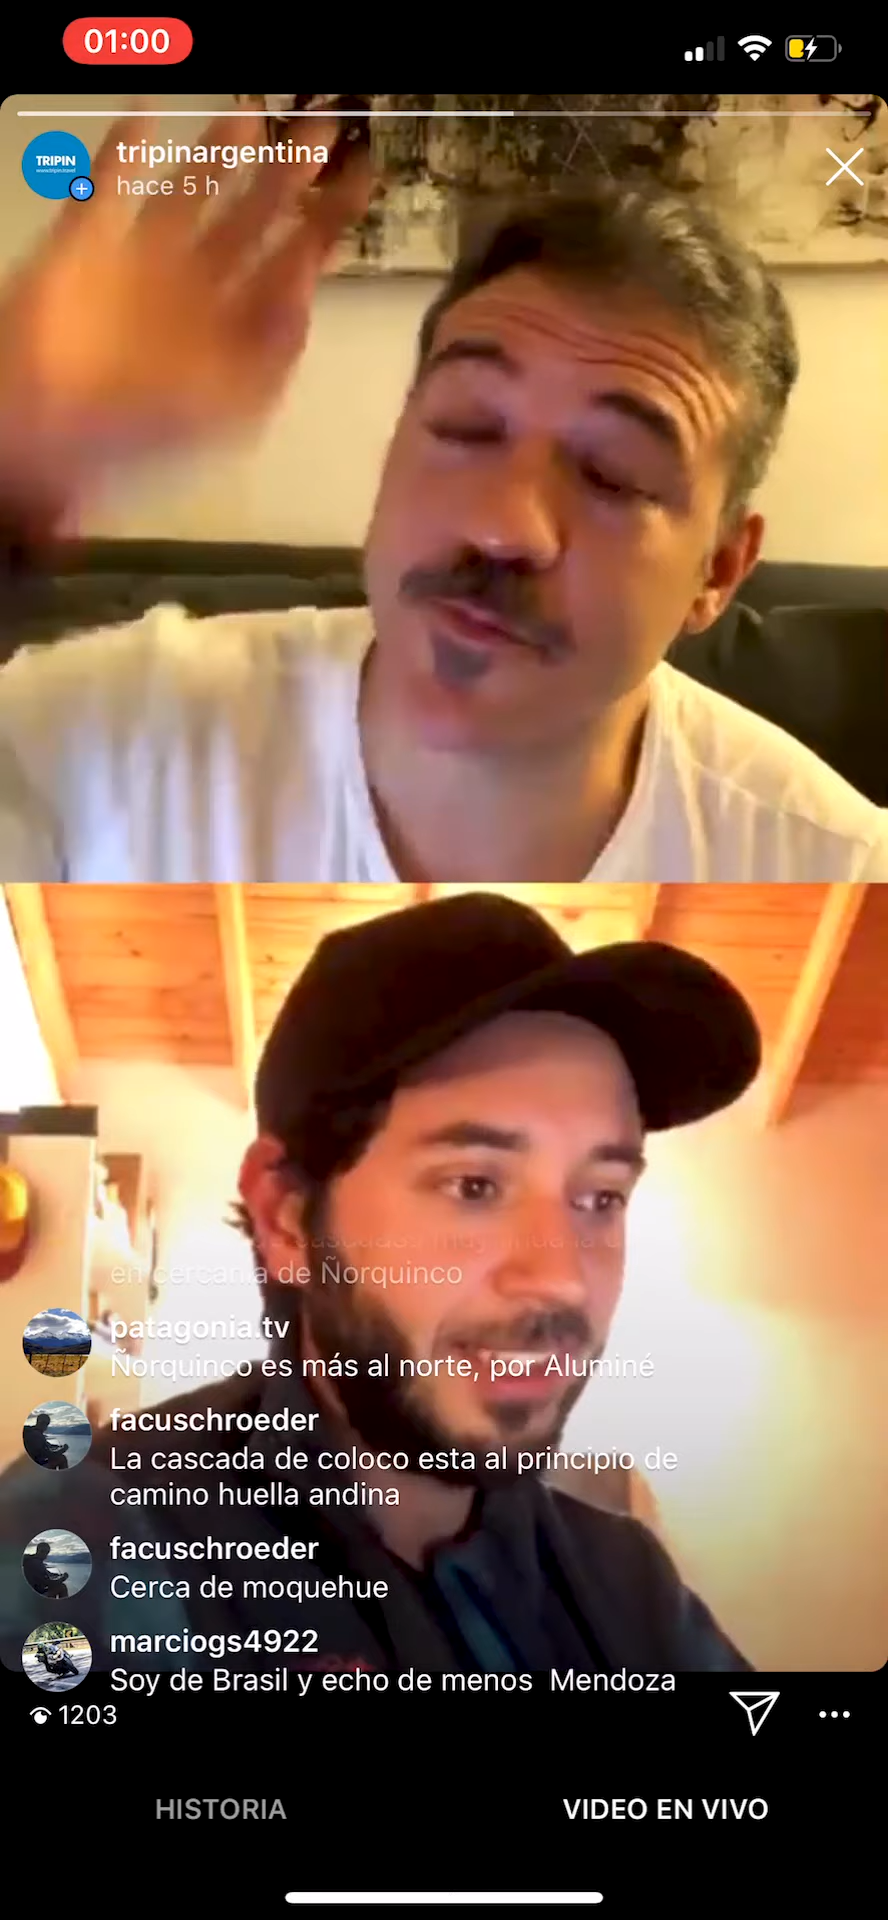 01:00
TRIPIN
tripinargentina
hace 5 h
en cercania de Ñorquinco
patagonia.tv
Ñorquinco es más al norte, por Aluminé
facuschroeder
La cascada de coloco esta al principio de
camino huella andina
facuschroeder
Cerca de moquehue
marciogs4922
Soy de Brasil y echo de menos  Mendoza
1203
HISTORIA
VIDEO EN VIVO